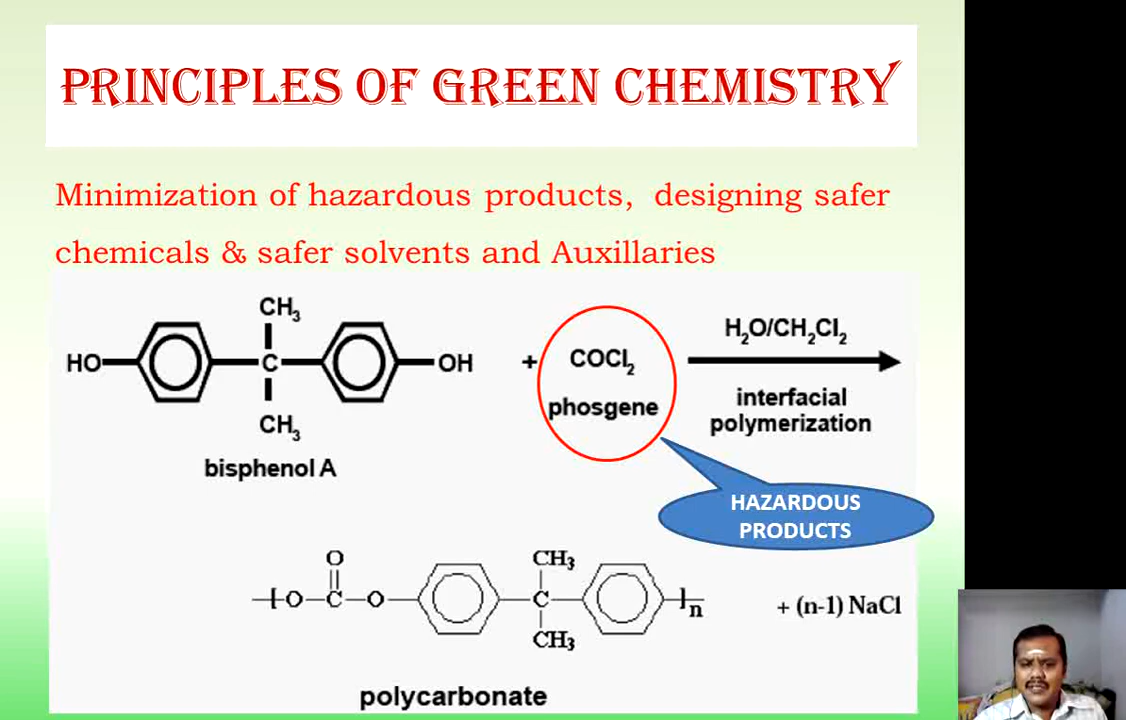 PRINCIPLES OF GREEN CHEMISTRY
Minimization of hazardous products, designing safer
chemicals & safer solvents and Auxillaries
CH₃
HO
C
OH
CH₃
bisphenol A
+
COCl₂
phosgene
H₂O/CH₂Cl₂
interfacial
polymerization
HAZARDOUS
PRODUCTS
O
CH₃
[O–C–O
C
]n
CH₃
+ (n-1) NaCl
polycarbonate